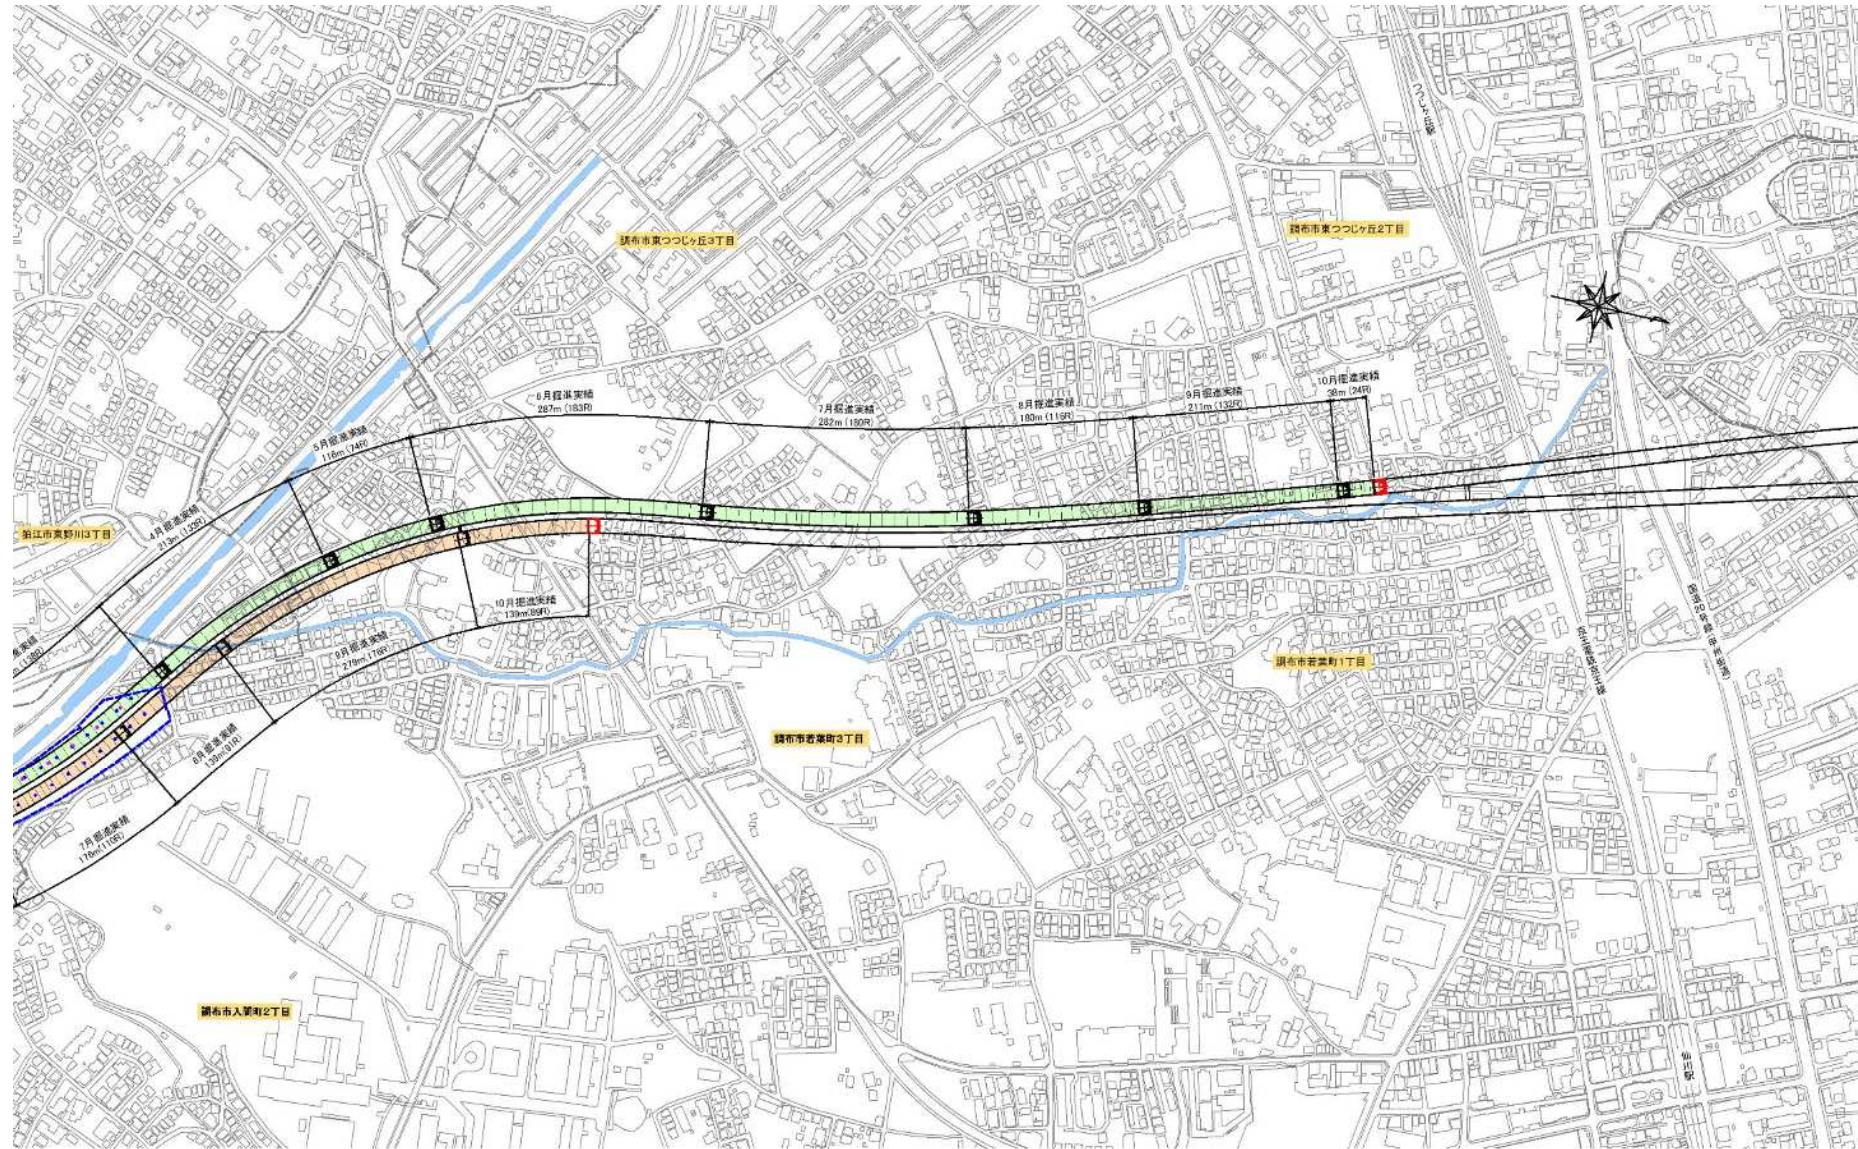 つつじヶ丘駅
調布市東つつじヶ丘3丁目
調布市東つつじヶ丘2丁目
10月掘進実績
38m(24R)
9月掘進実績
211m(132R)
8月掘進実績
180m(116R)
7月掘進実績
282m(180R)
6月掘進実績
287m(183R)
5月掘進実績
116m(74R)
4月掘進実績
213m(133R)
狛江市東野川3丁目
10月掘進実績
139m(89R)
9月掘進実績
279m(176R)
8月掘進実績
139m(91R)
7月掘進実績
176m(110R)
国道20号線(甲州街道)
京王電鉄京王線
調布市若葉町1丁目
調布市若葉町3丁目
調布市入間町2丁目
仙川駅